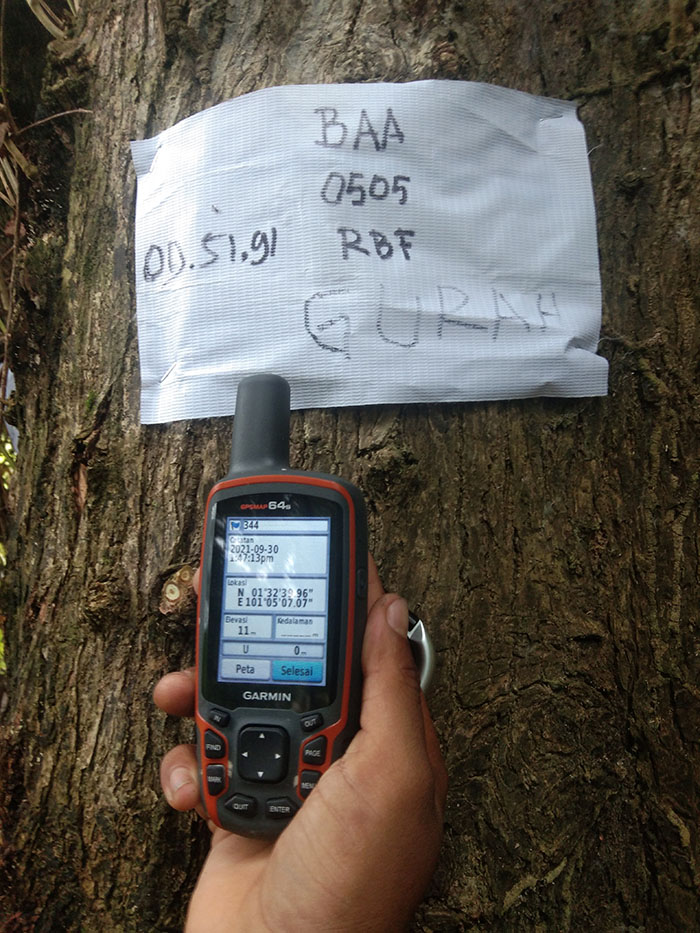 BAA
0505
00.51.91 RBF
GURAH
GPSMAP 64s
344
Catatan
2021-09-30
1:47:13pm
Lokasi
N 01°32'39.96"
E 101°05'07.07"
Elevasi Kedalaman
11m ____m
U 0m
Peta Selesai
GARMIN
IN OUT
FIND PAGE
MARK MENU
QUIT ENTER